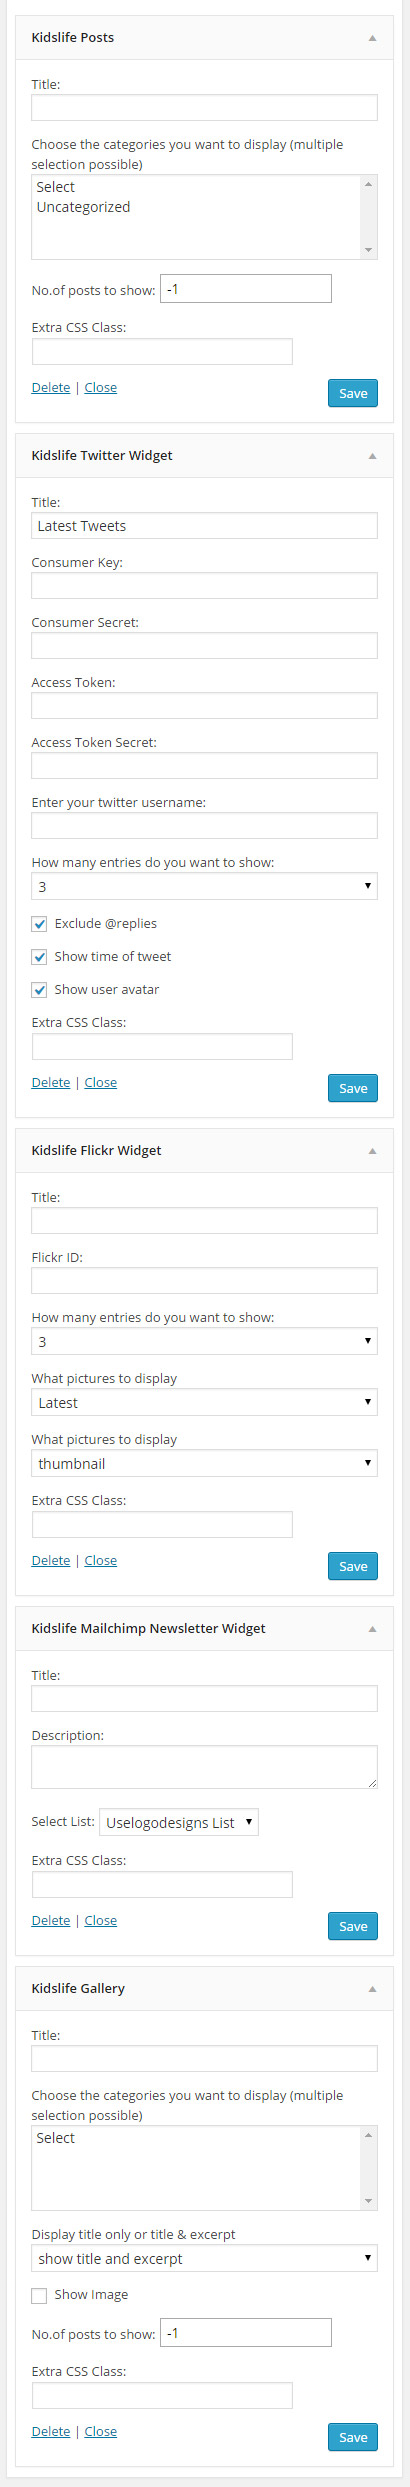 Kidslife Posts
Title:
Choose the categories you want to display (multiple
selection possible)
Select
Uncategorized
No.of posts to show: -1
Extra CSS Class:
Delete | Close Save
Kidslife Twitter Widget
Title:
Latest Tweets
Consumer Key:
Consumer Secret:
Access Token:
Access Token Secret:
Enter your twitter username:
How many entries do you want to show:
3
Exclude @replies
Show time of tweet
Show user avatar
Extra CSS Class:
Delete | Close Save
Kidslife Flickr Widget
Title:
Flickr ID:
How many entries do you want to show:
3
What pictures to display
Latest
What pictures to display
thumbnail
Extra CSS Class:
Delete | Close Save
Kidslife Mailchimp Newsletter Widget
Title:
Description:
Select List: Uselogodesigns List
Extra CSS Class:
Delete | Close Save
Kidslife Gallery
Title:
Choose the categories you want to display (multiple
selection possible)
Select
Display title only or title & excerpt
show title and excerpt
Show Image
No.of posts to show: -1
Extra CSS Class:
Delete | Close Save